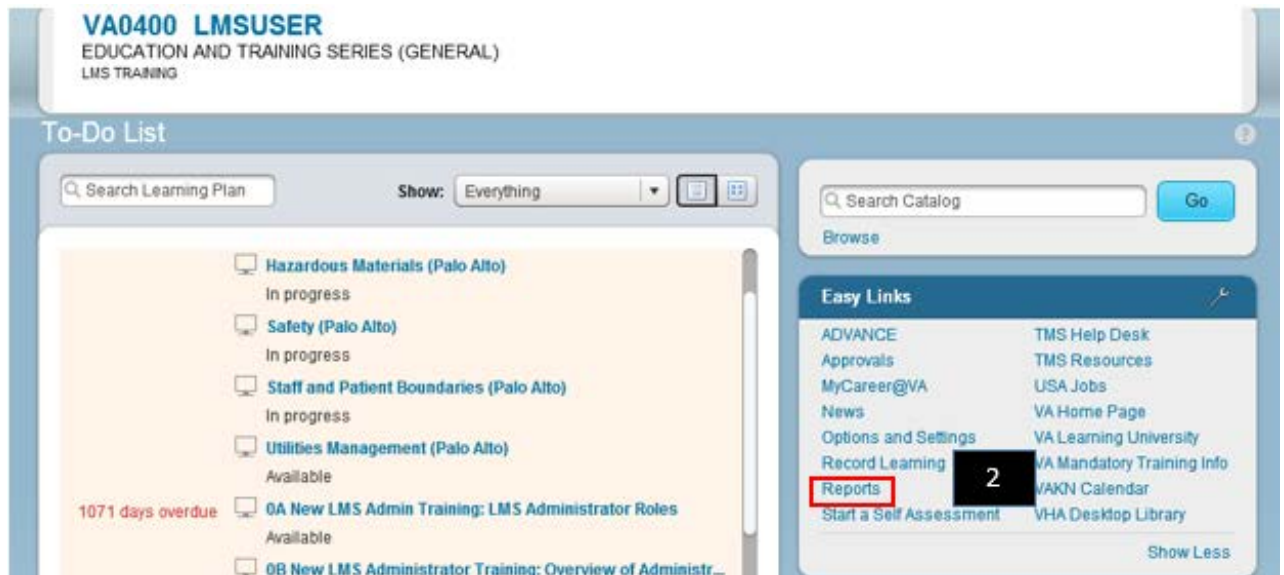 VA0400 LMSUSER
EDUCATION AND TRAINING SERIES (GENERAL)
LMS TRAINING
To-Do List
?
Search Learning Plan
Show: Everything
Hazardous Materials (Palo Alto)
In progress
Safety (Palo Alto)
In progress
Staff and Patient Boundaries (Palo Alto)
In progress
Utilities Management (Palo Alto)
Available
1071 days overdue 0A New LMS Admin Training: LMS Administrator Roles
Available
0B New LMS Administrator Training: Overview of Administr...
Search Catalog
Go
Browse
Easy Links
ADVANCE
Approvals
MyCareer@VA
News
Options and Settings
Record Learning
Reports
Start a Self Assessment
2
TMS Help Desk
TMS Resources
USA Jobs
VA Home Page
VA Learning University
VA Mandatory Training Info
VAKN Calendar
VHA Desktop Library
Show Less